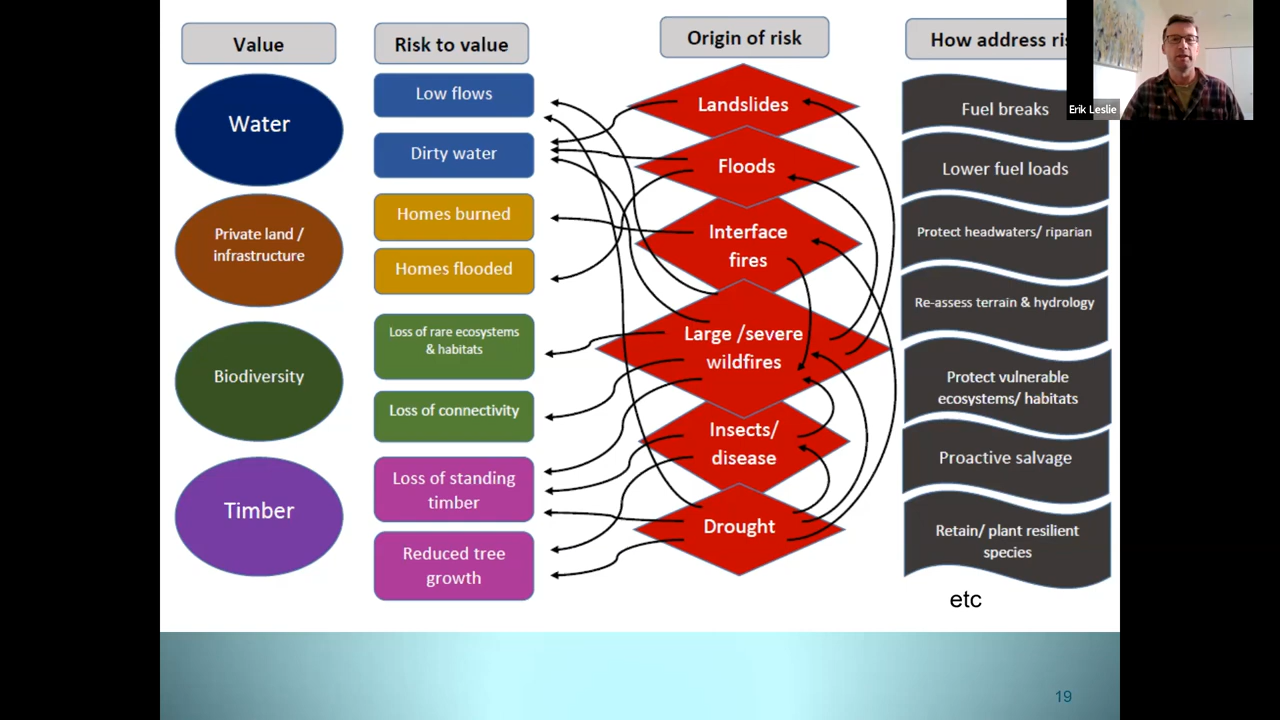 Value
Risk to value
Origin of risk
How address ris
Water
Private land /
infrastructure
Biodiversity
Timber
Low flows
Dirty water
Homes burned
Homes flooded
Loss of rare ecosystems
& habitats
Loss of connectivity
Loss of standing
timber
Reduced tree
growth
Landslides
Floods
Interface
fires
Large /severe
wildfires
Insects/
disease
Drought
Fuel breaks
Lower fuel loads
Protect headwaters/ riparian
Re-assess terrain & hydrology
Protect vulnerable
ecosystems/ habitats
Proactive salvage
Retain/ plant resilient
species
etc
19
Erik Leslie